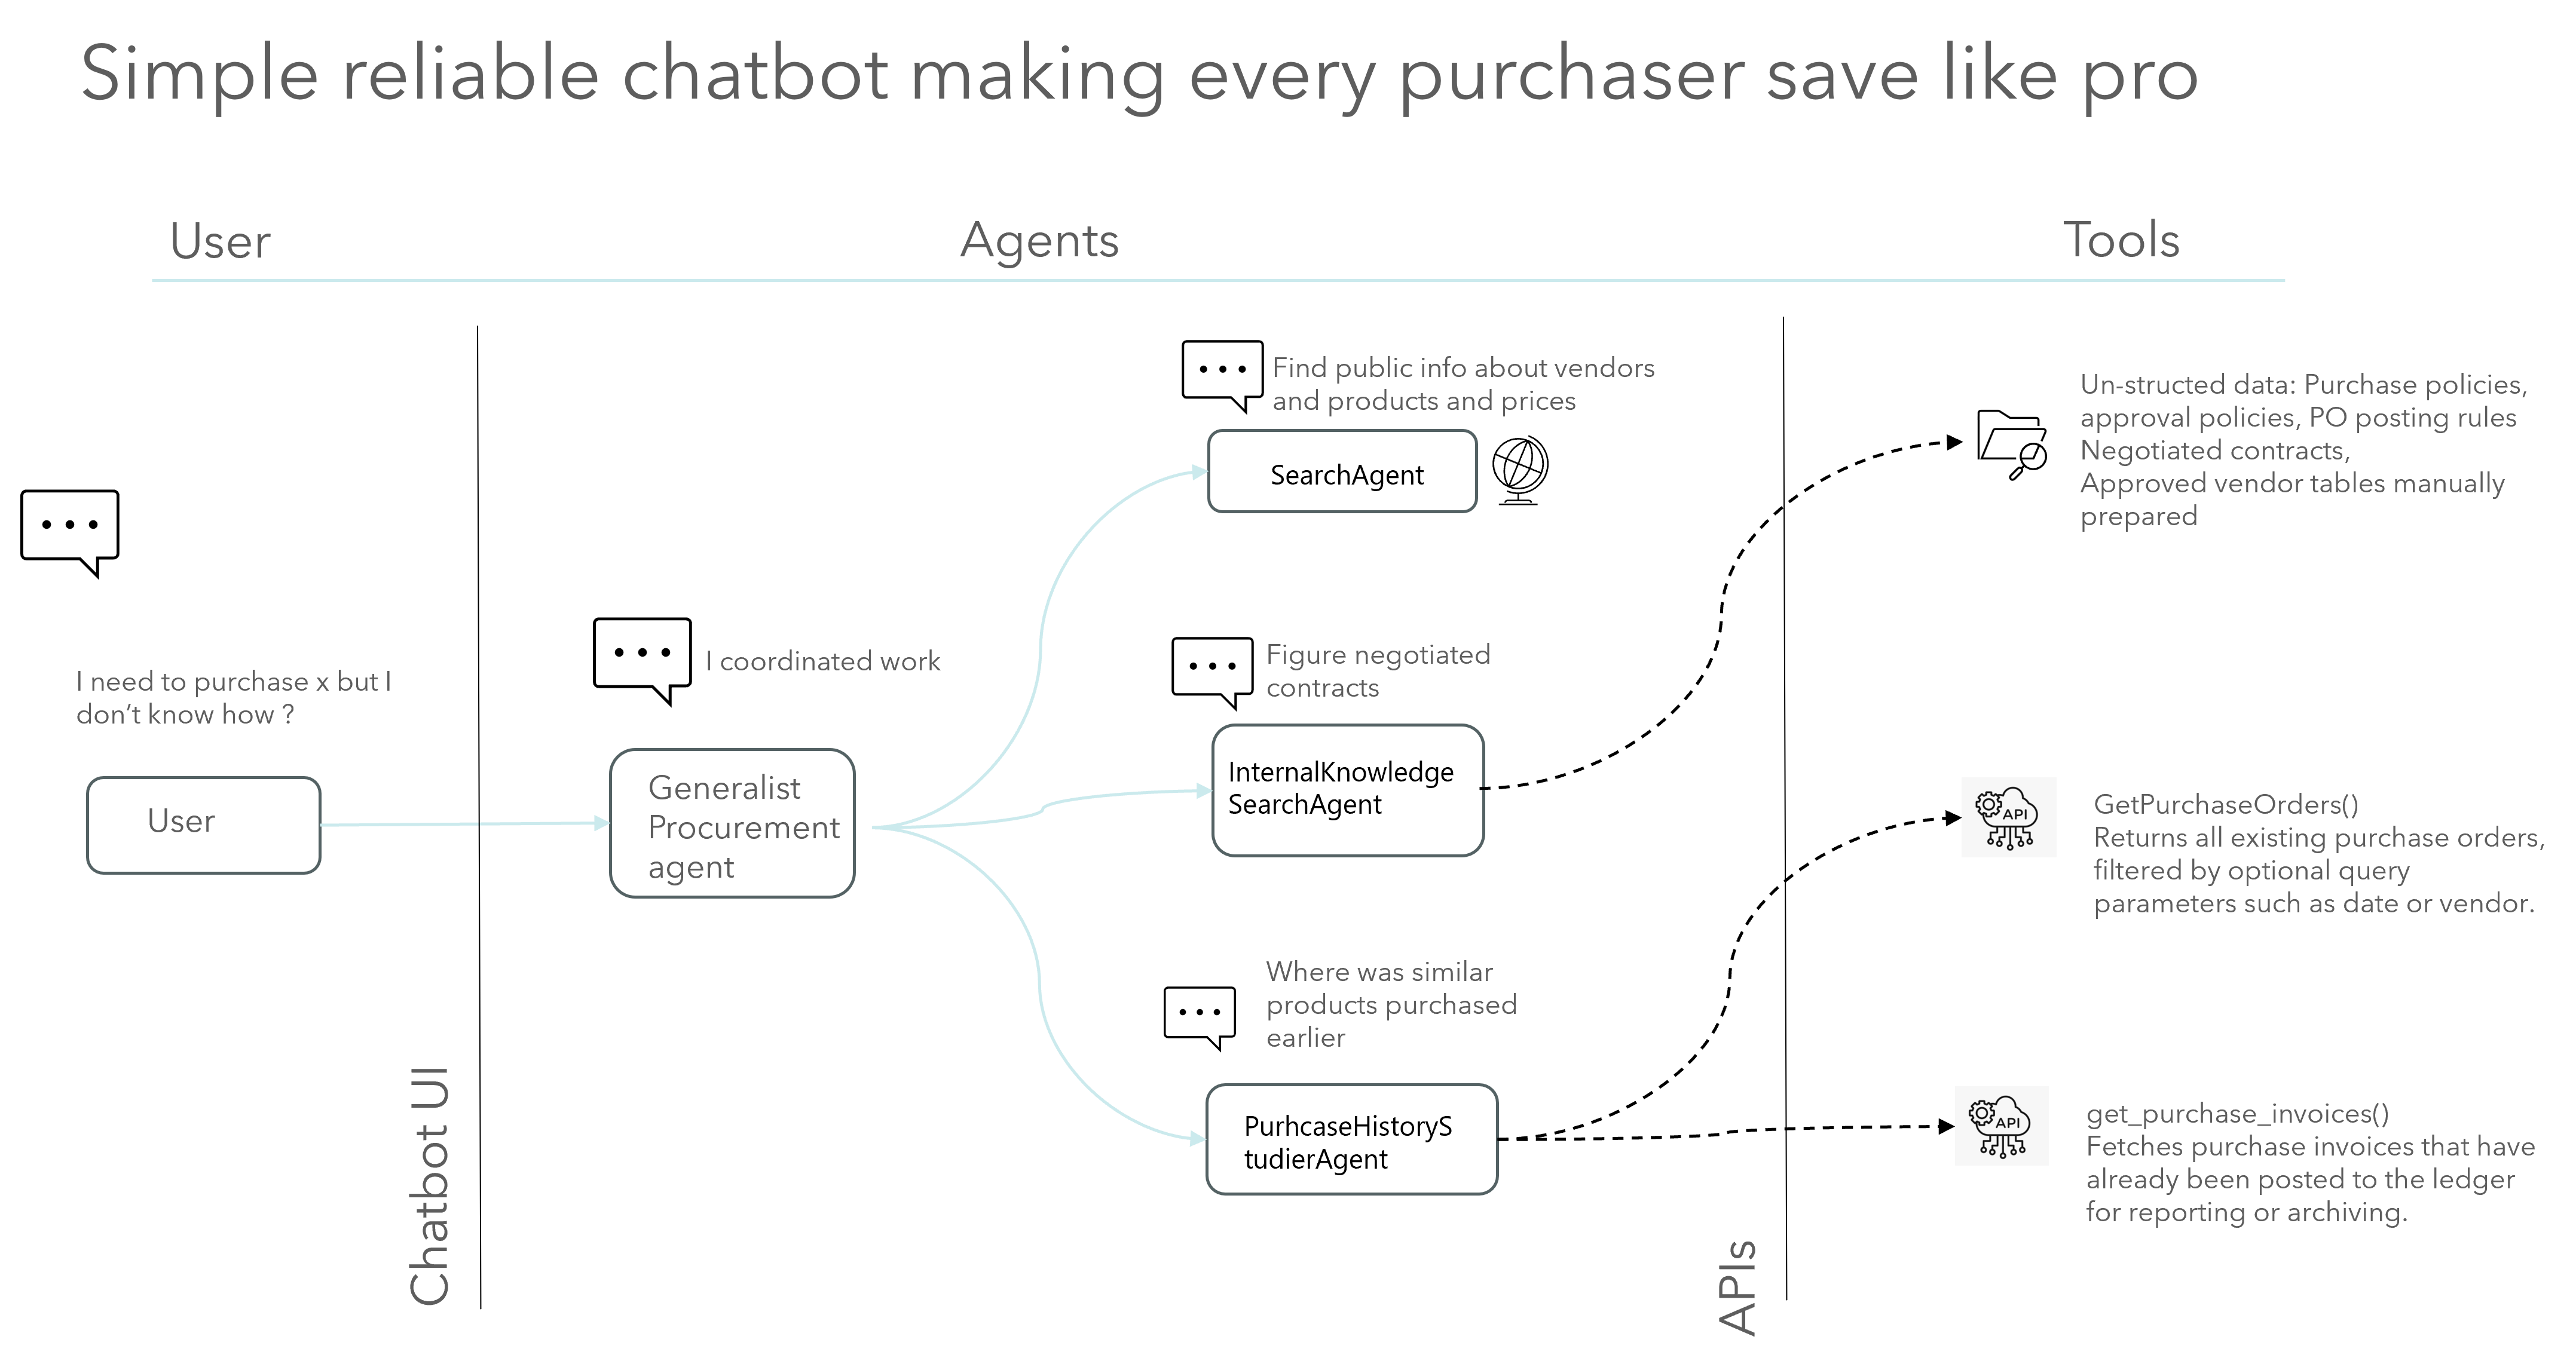 Simple reliable chatbot making every purchaser save like pro
User
Agents
Tools
I need to purchase x but I
don't know how ?
User
Chatbot UI
I coordinated work
Generalist
Procurement
agent
Find public info about vendors
and products and prices
SearchAgent
Figure negotiated
contracts
InternalKnowledge
SearchAgent
Where was similar
products purchased
earlier
PurhcaseHistoryS
tudierAgent
APIs
Un-structed data: Purchase policies,
approval policies, PO posting rules
Negotiated contracts,
Approved vendor tables manually
prepared
API
GetPurchaseOrders()
Returns all existing purchase orders,
filtered by optional query
parameters such as date or vendor.
API
get_purchase_invoices()
Fetches purchase invoices that have
already been posted to the ledger
for reporting or archiving.